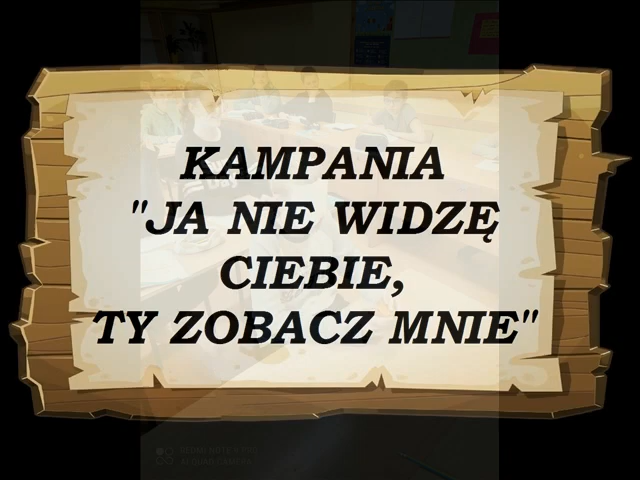 KAMPANIA
"JA NIE WIDZĘ
CIEBIE,
TY ZOBACZ MNIE"